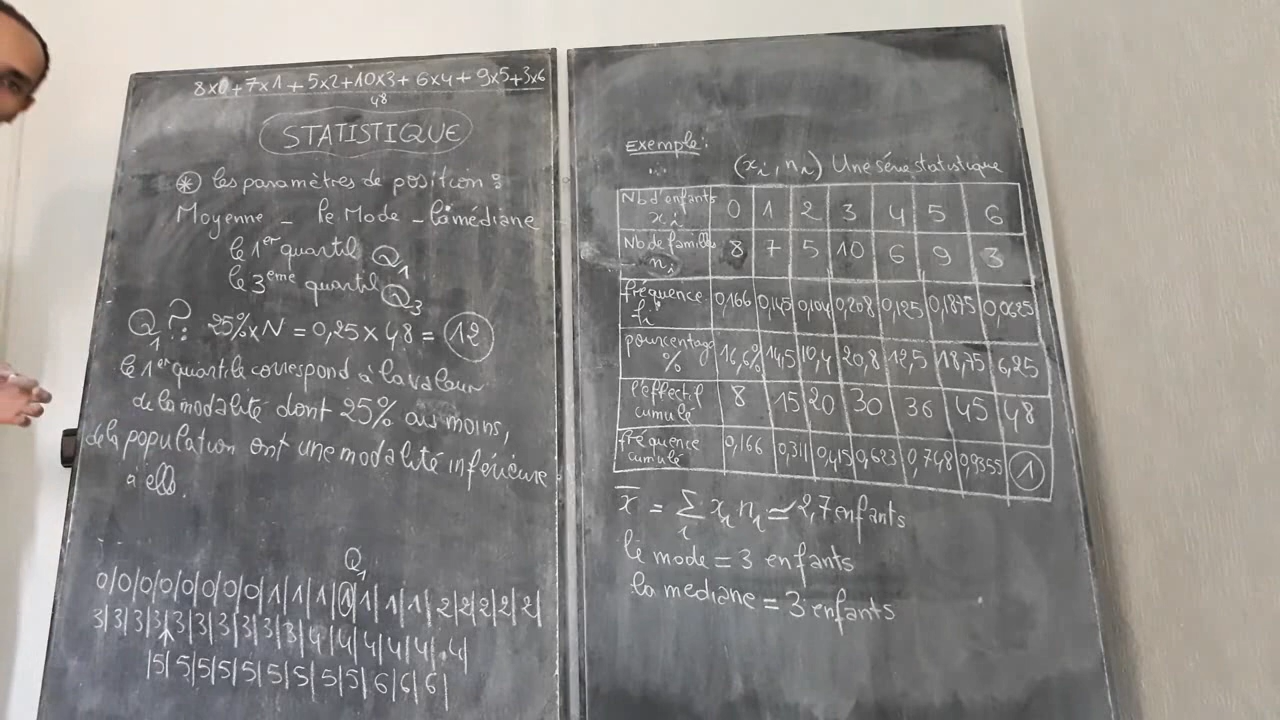 8x0+7x1+5x2+10x3+6x4+9x5+3x6
48
STATISTIQUE
* les paramètres de position :
Moyenne - le Mode - la médiane
le 1er quartil Q1
le 3eme quartil Q3
Q1 ? 25% x N = 0,25 x 48 = 12
le 1er quartile correspond à la valeur
de la modalité dont 25% au moins,
de la population ont une modalité inférieure
à elle.
Q1
0|0|0|0|0|0|0|0|1|1|1|1|1|1|1|2|2|2|2|2|
3|3|3|3|3|3|3|3|3|3|4|4|4|4|4|4|
|5|5|5|5|5|5|5|5|5|6|6|6|
Exemple :
(xi, ni) Une série statistique
Nb d'enfants xi 0 1 2 3 4 5 6
Nb de familles ni 8 7 5 10 6 9 3
fréquence fi 0,166 0,145 0,104 0,208 0,125 0,1875 0,0625
pourcentage % 16,6% 14,5 10,4 20,8 12,5 18,75 6,25
l'effectif cumulé 8 15 20 30 36 45 48
fréquence cumulé 0,166 0,311 0,415 0,623 0,748 0,9355 1
x̄ = Σi xi ni ≃ 2,7 enfants
le mode = 3 enfants
la mediane = 3 enfants